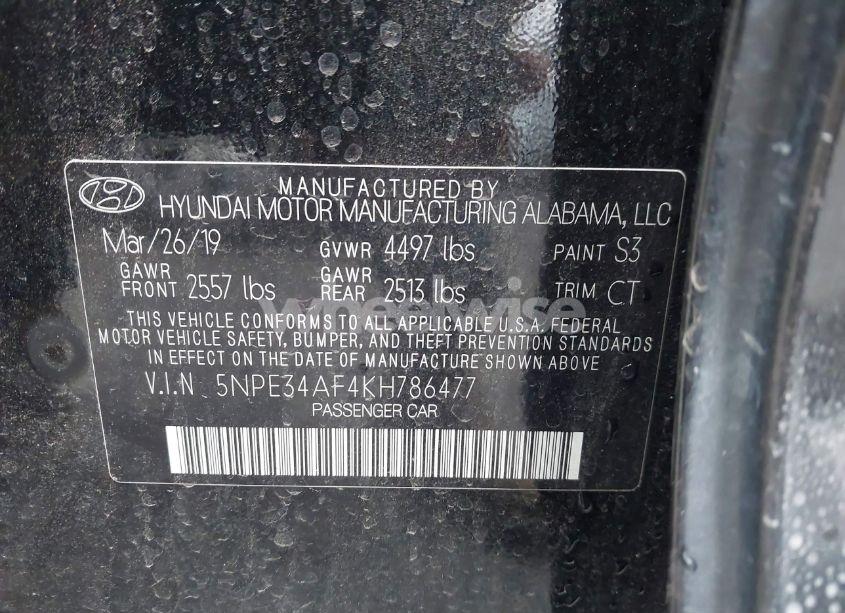 MANUFACTURED BY
HYUNDAI MOTOR MANUFACTURING ALABAMA, LLC
Mar/26/19 GVWR 4497 lbs PAINT S3
GAWR FRONT 2557 lbs GAWR REAR 2513 lbs TRIM CT
wheelwise
THIS VEHICLE CONFORMS TO ALL APPLICABLE U.S.A. FEDERAL
MOTOR VEHICLE SAFETY, BUMPER, AND THEFT PREVENTION STANDARDS
IN EFFECT ON THE DATE OF MANUFACTURE SHOWN ABOVE
V.I.N 5NPE34AF4KH786477
PASSENGER CAR